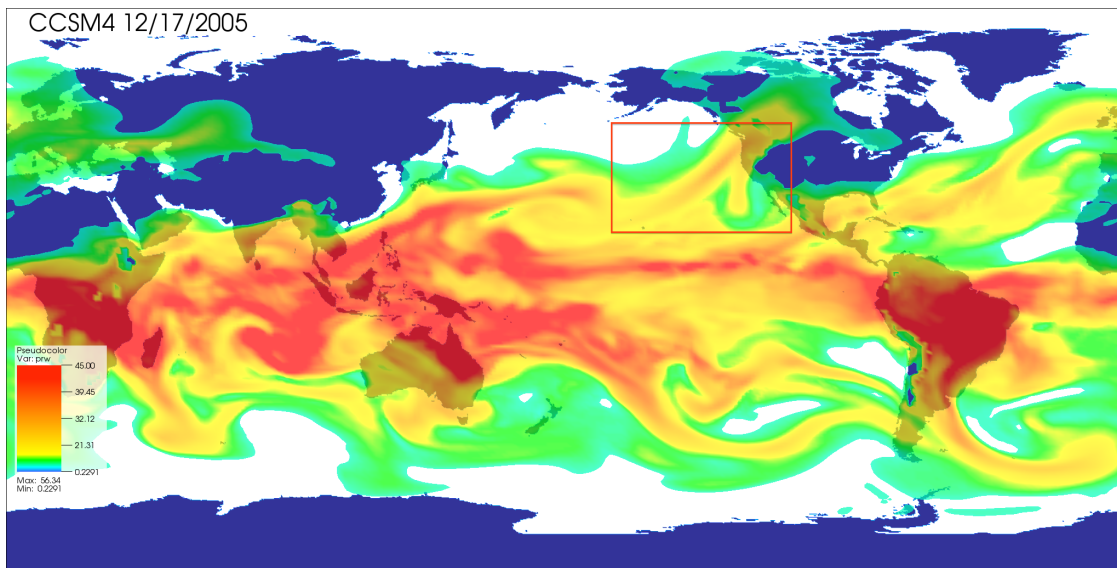 CCSM4 12/17/2005
Pseudocolor
Var: prw
45.00
39.45
32.12
21.31
0.2291
Max: 56.34
Min: 0.2291